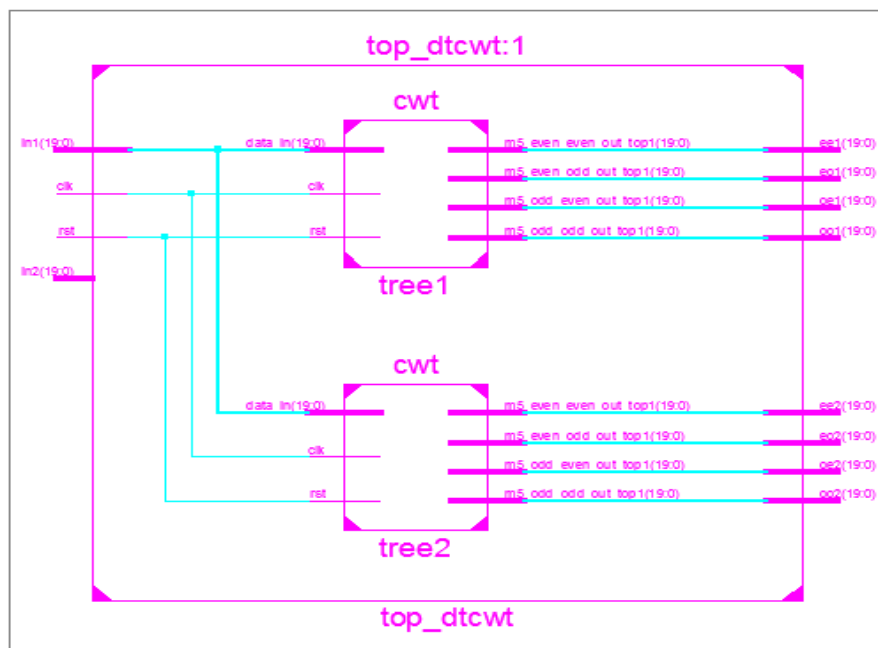 top_dtcwt:1
cwt
in1(19:0) data_in(19:0) m5_even_even_out_top1(19:0) ee1(19:0)
clk clk m5_even_odd_out_top1(19:0) eo1(19:0)
m5_odd_even_out_top1(19:0) oe1(19:0)
rst rst m5_odd_odd_out_top1(19:0) oo1(19:0)
in2(19:0)
tree1
cwt
data_in(19:0) m5_even_even_out_top1(19:0) ee2(19:0)
clk m5_even_odd_out_top1(19:0) eo2(19:0)
m5_odd_even_out_top1(19:0) oe2(19:0)
rst m5_odd_odd_out_top1(19:0) oo2(19:0)
tree2
top_dtcwt